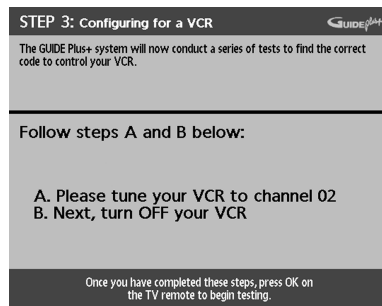 STEP 3: Configuring for a VCR
GUIDEplus+
The GUIDE Plus+ system will now conduct a series of tests to find the correct
code to control your VCR.
Follow steps A and B below:
A. Please tune your VCR to channel 02
B. Next, turn OFF your VCR
Once you have completed these steps, press OK on
the TV remote to begin testing.